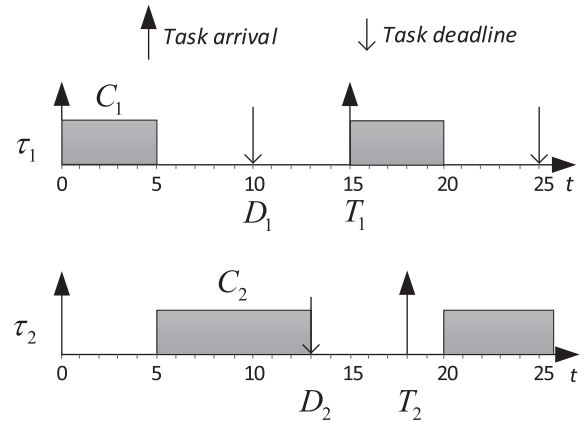 Task arrival Task deadline
C₁
τ₁
0 5 10 15 20 25 t
D₁ T₁
C₂
τ₂
0 5 10 15 20 25 t
D₂ T₂